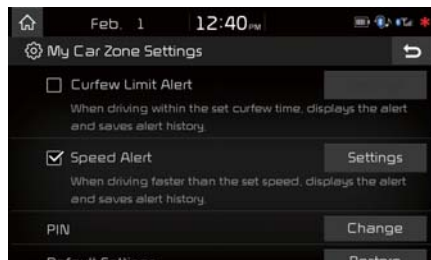 Feb. 1 12:40 PM
My Car Zone Settings
Curfew Limit Alert
When driving within the set curfew time, displays the alert
and saves alert history.
Speed Alert Settings
When driving faster than the set speed, displays the alert
and saves alert history.
PIN Change